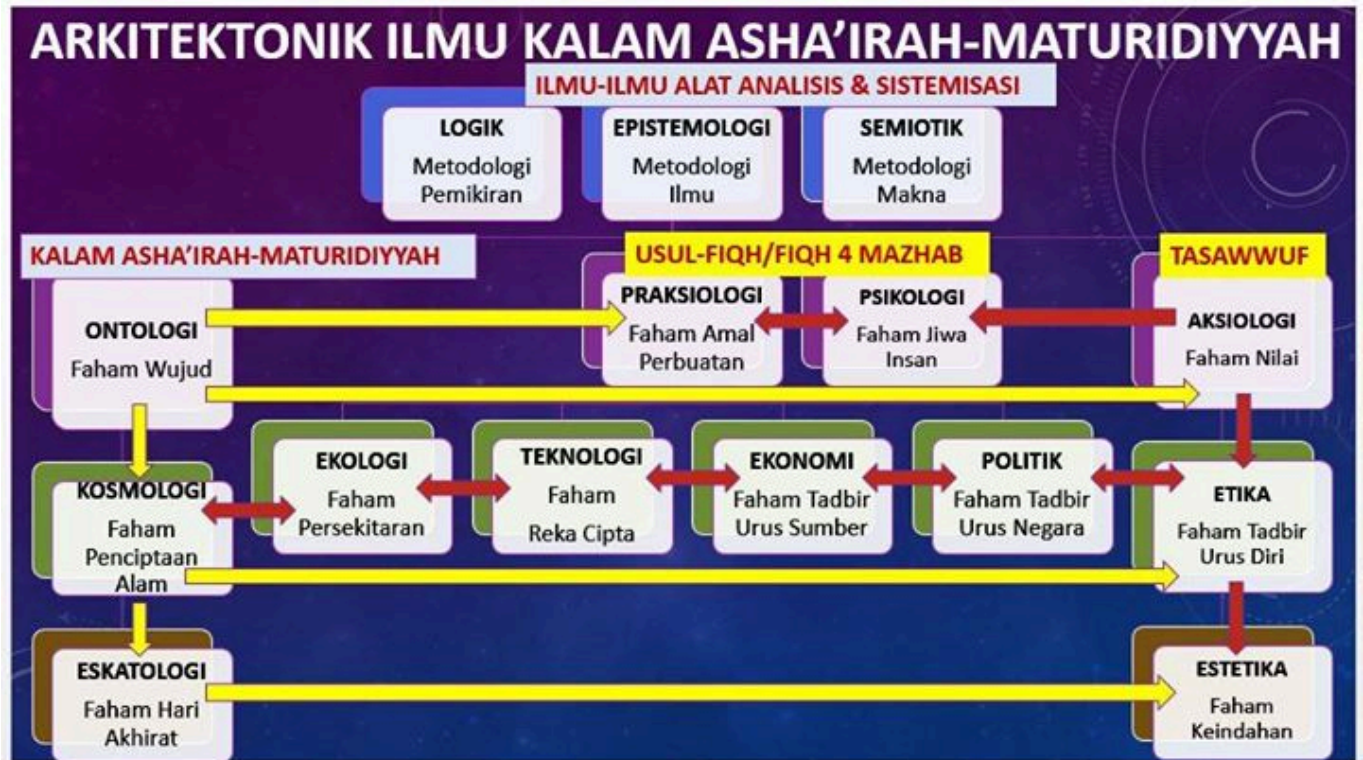 ARKITEKTONIK ILMU KALAM ASHA'IRAH-MATURIDIYYAH
ILMU-ILMU ALAT ANALISIS & SISTEMISASI
LOGIK
Metodologi
Pemikiran
EPISTEMOLOGI
Metodologi
Ilmu
SEMIOTIK
Metodologi
Makna
KALAM ASHA'IRAH-MATURIDIYYAH
USUL-FIQH/FIQH 4 MAZHAB
TASAWWUF
ONTOLOGI
Faham Wujud
PRAKSIOLOGI
Faham Amal
Perbuatan
PSIKOLOGI
Faham Jiwa
Insan
AKSIOLOGI
Faham Nilai
KOSMOLOGI
Faham
Penciptaan
Alam
EKOLOGI
Faham
Persekitaran
TEKNOLOGI
Faham
Reka Cipta
EKONOMI
Faham Tadbir
Urus Sumber
POLITIK
Faham Tadbir
Urus Negara
ETIKA
Faham Tadbir
Urus Diri
ESKATOLOGI
Faham Hari
Akhirat
ESTETIKA
Faham
Keindahan